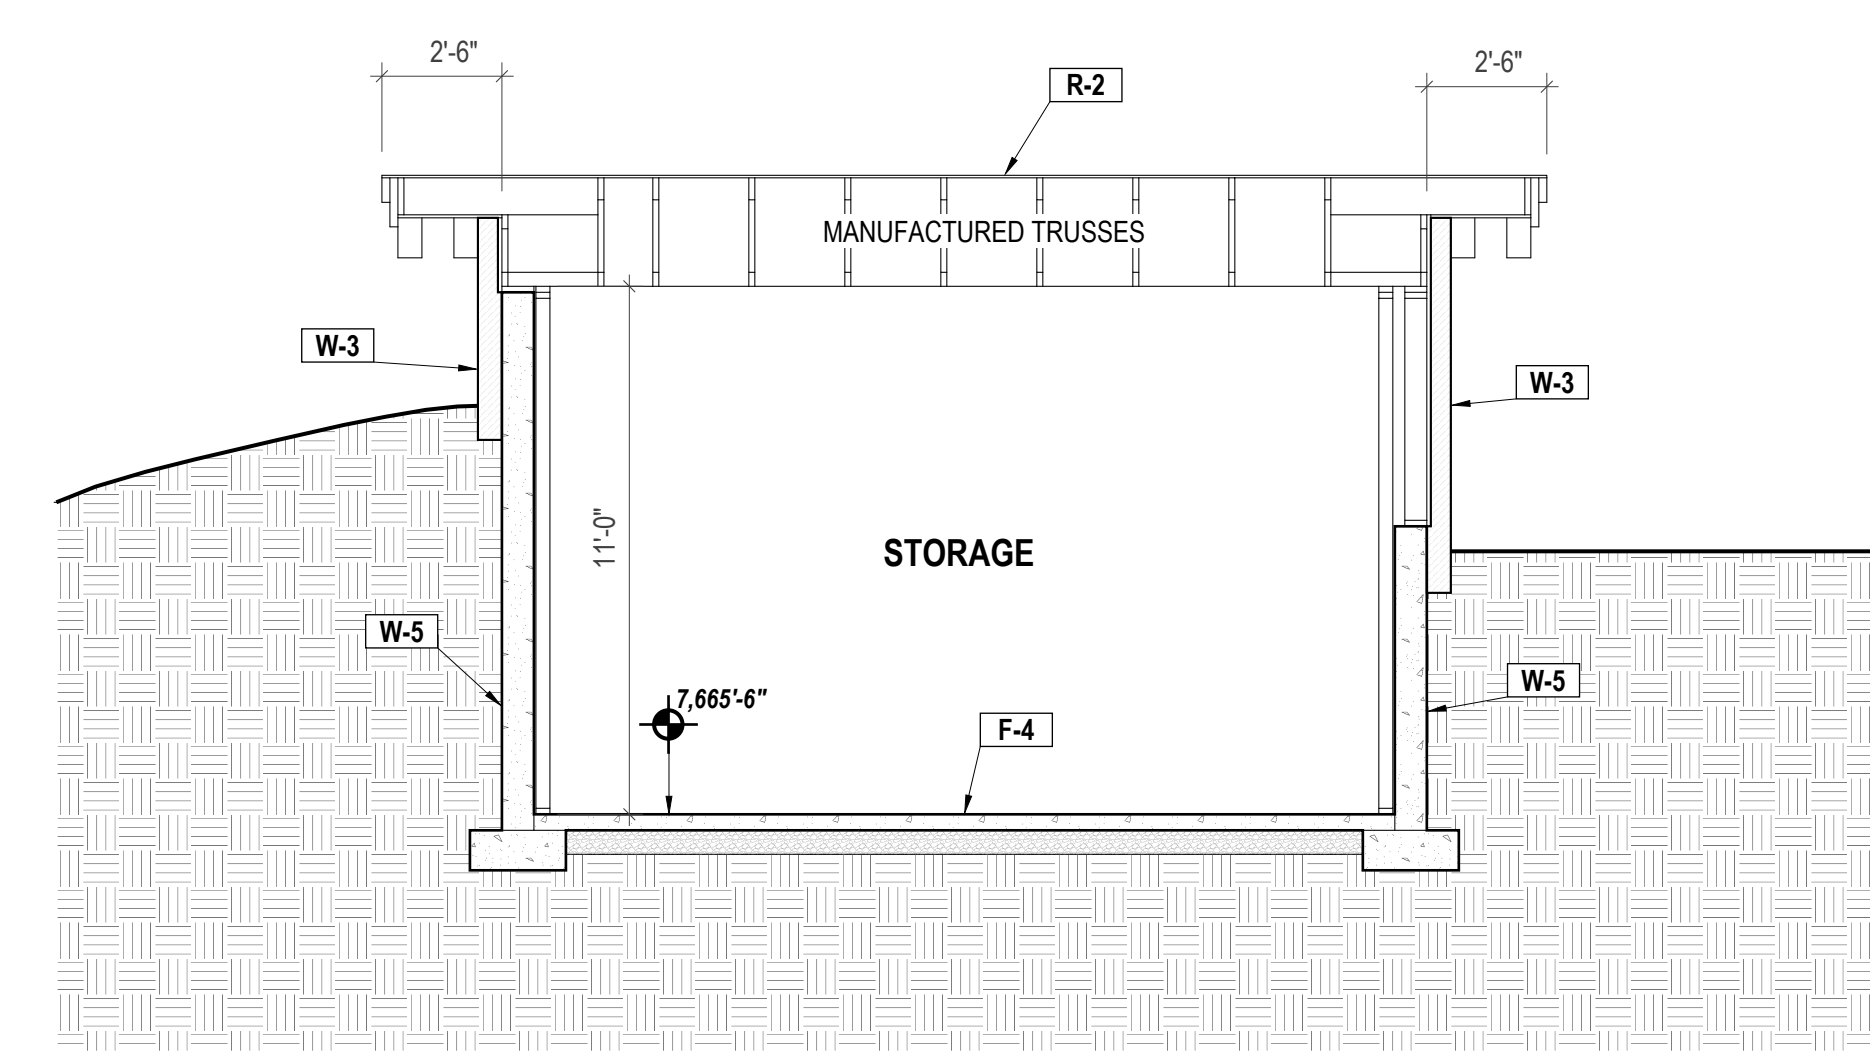 2'-6"
2'-6"
R-2
MANUFACTURED TRUSSES
W-3
W-3
11'-0"
STORAGE
W-5
W-5
7,665'-6"
F-4